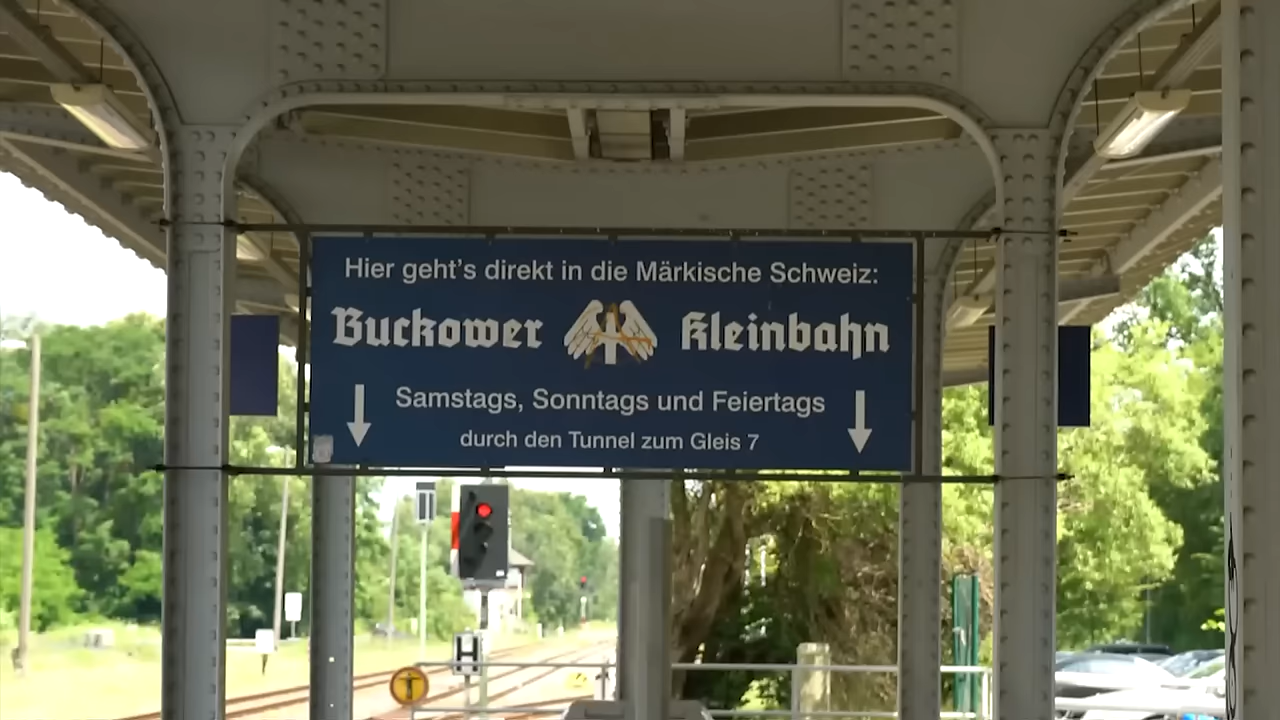 Hier geht's direkt in die Märkische Schweiz:
Buckower Kleinbahn
Samstags, Sonntags und Feiertags
durch den Tunnel zum Gleis 7
H